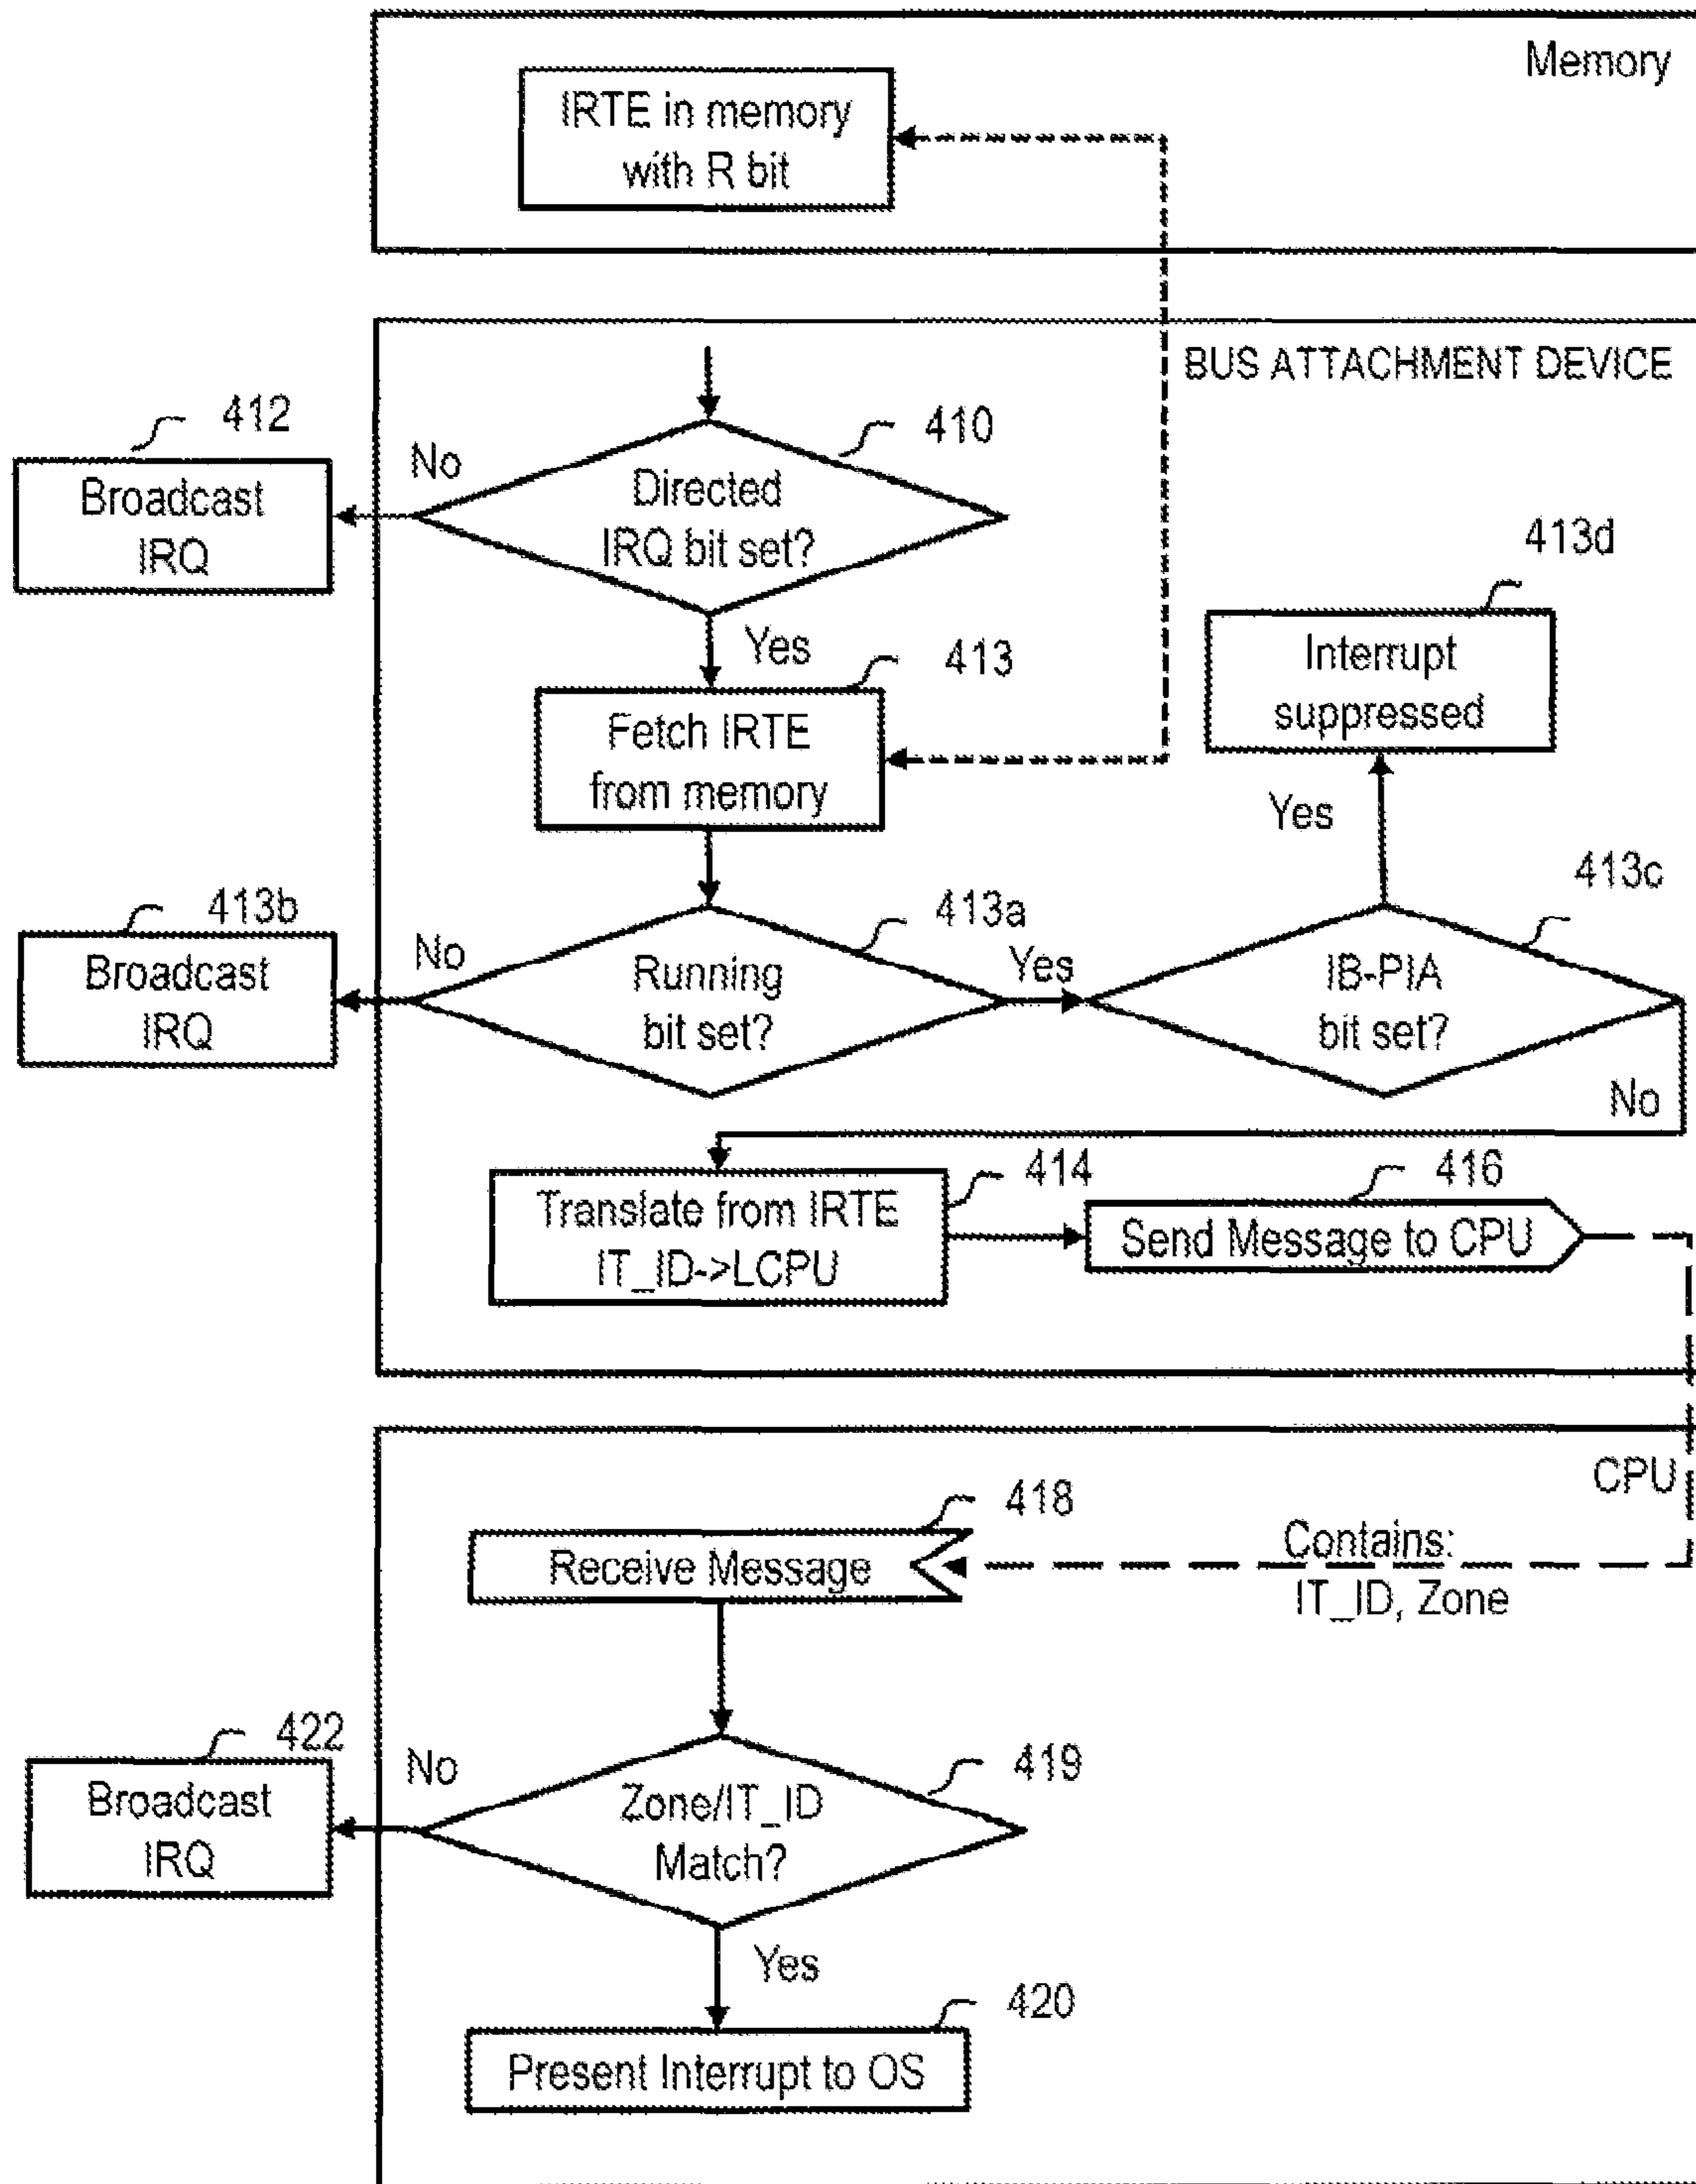 Memory
IRTE in memory
with R bit
BUS ATTACHMENT DEVICE
412
410
No
Broadcast
IRQ
Directed
IRQ bit set?
413d
Yes
413
Interrupt
suppressed
Fetch IRTE
from memory
Yes
413b
413a
413c
No
Broadcast
IRQ
Running
bit set?
Yes
IB-PIA
bit set?
No
414
416
Translate from IRTE
IT_ID->LCPU
Send Message to CPU
CPU
418
Receive Message
Contains:
IT_ID, Zone
422
419
No
Broadcast
IRQ
Zone/IT_ID
Match?
Yes
420
Present Interrupt to OS